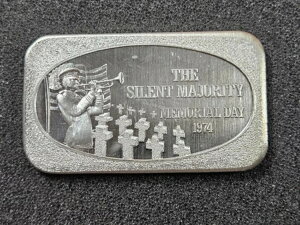 THE
SILENT MAJORITY
MEMORIAL DAY
1974